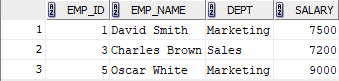 EMP_ID EMP_NAME DEPT SALARY
1 1 David Smith Marketing 7500
2 3 Charles Brown Sales 7200
3 5 Oscar White Marketing 9000